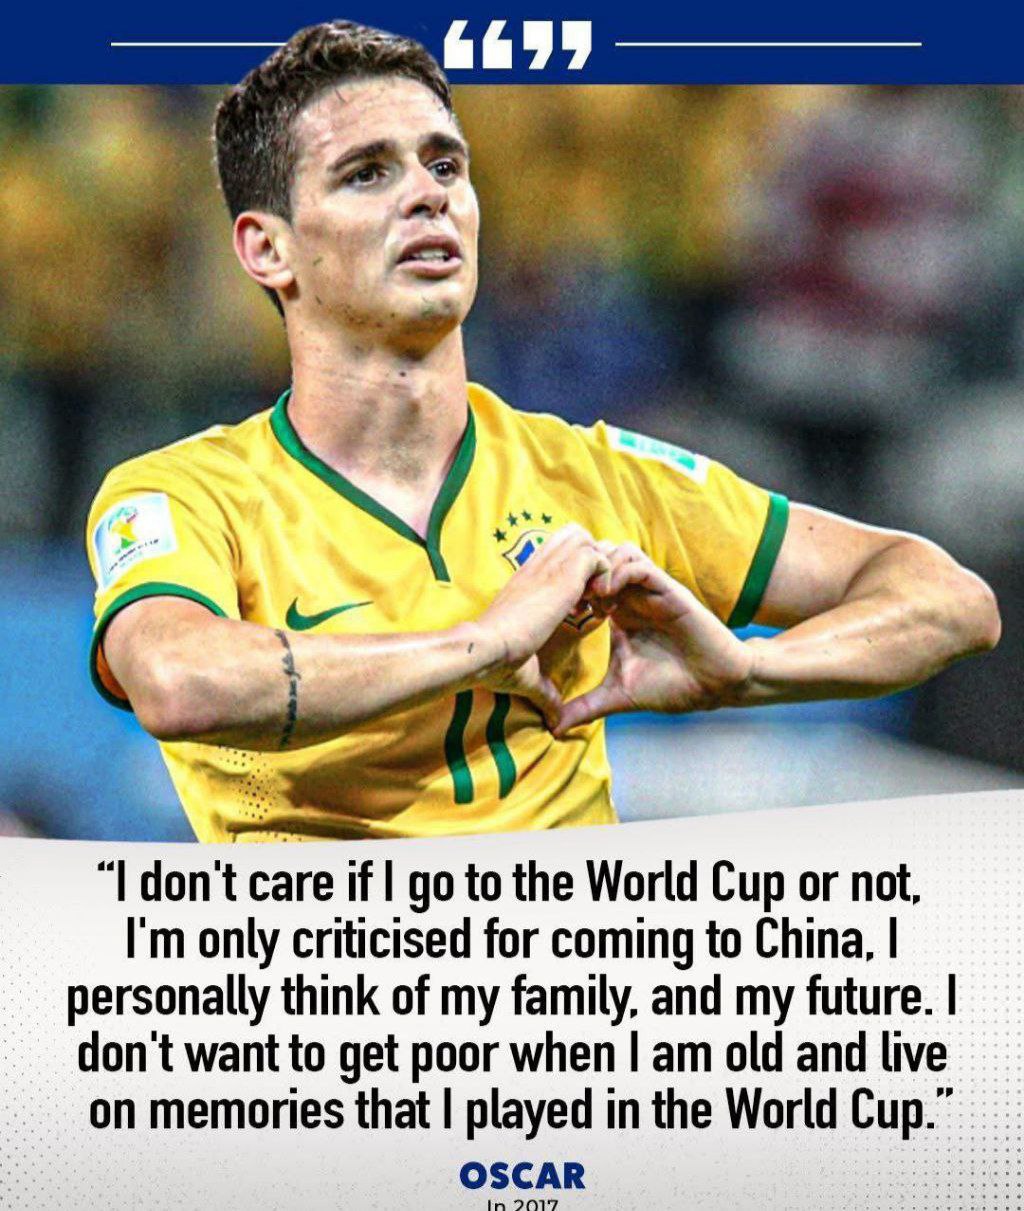 11
“I don't care if I go to the World Cup or not,
I'm only criticised for coming to China, I
personally think of my family, and my future. I
don't want to get poor when I am old and live
on memories that I played in the World Cup.”
OSCAR
In 2017